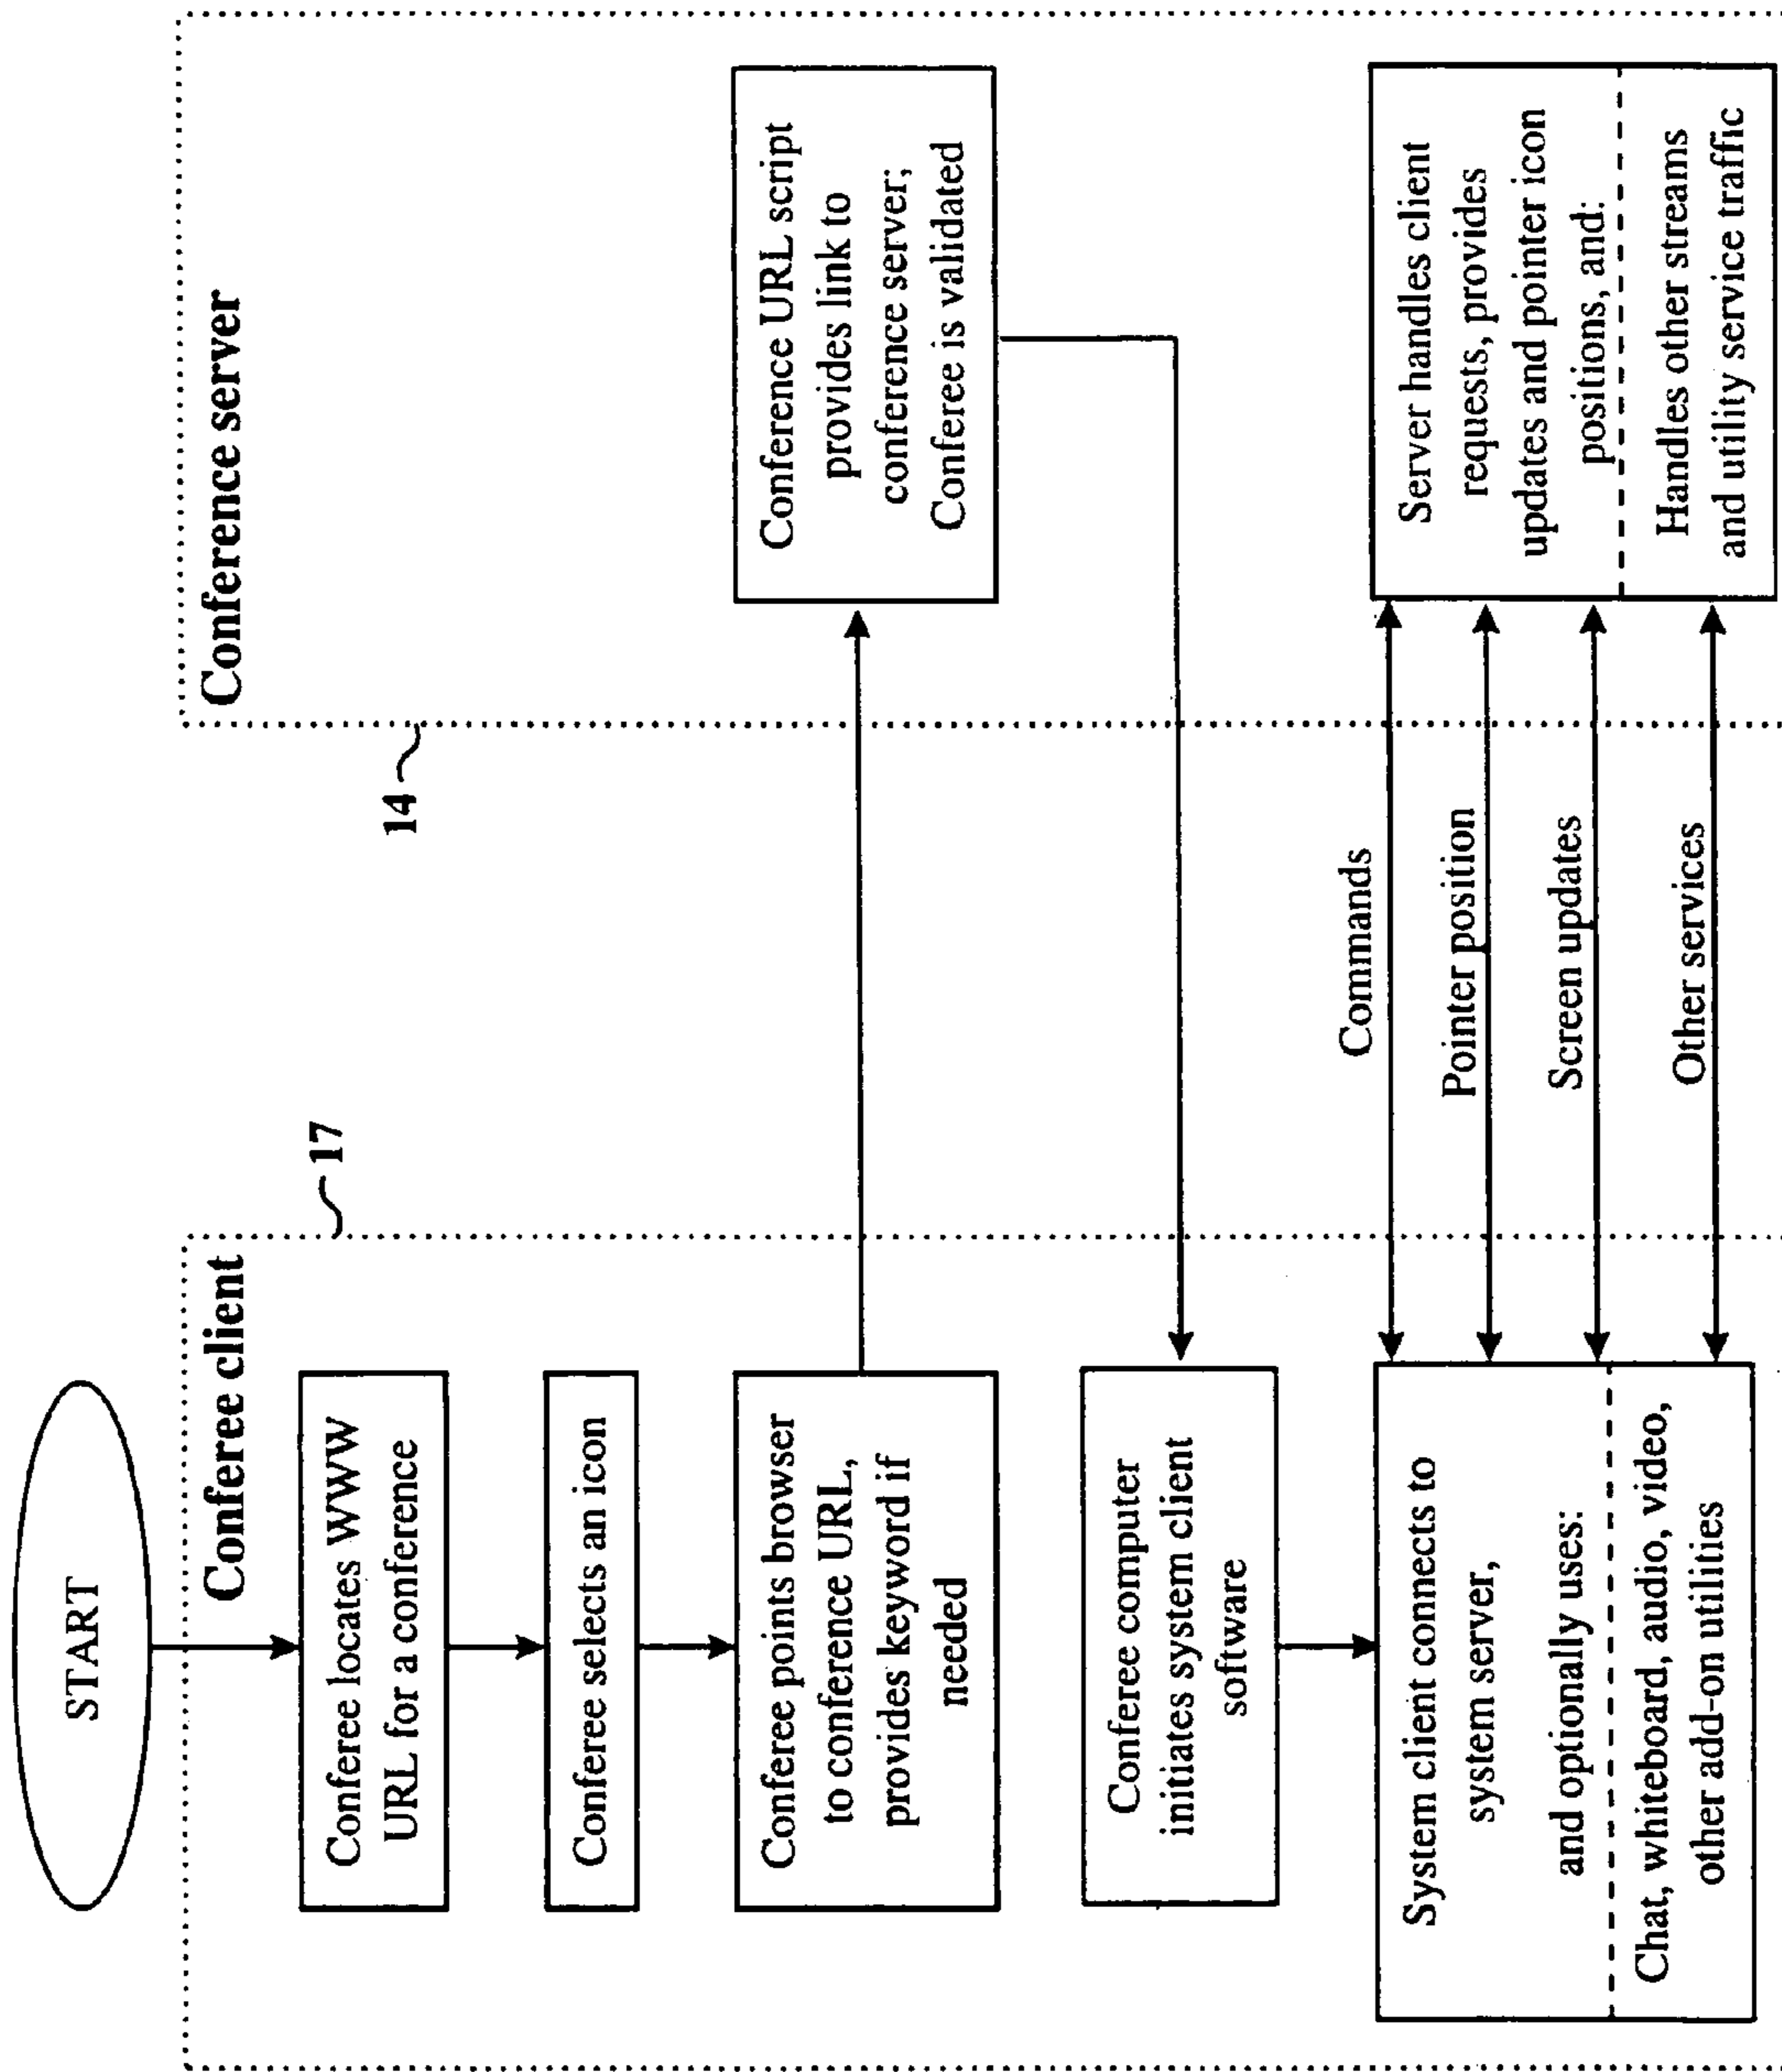 START
Conferee client
17
Conferee locates WWW
URL for a conference
Conferee selects an icon
Conferee points browser
to conference URL,
provides keyword if
needed
14
Conference server
Conference URL script
provides link to
conference server;
Conferee is validated
Conferee computer
initiates system client
software
System client connects to
system server,
and optionally uses:
Chat, whiteboard, audio, video,
other add-on utilities
Commands
Pointer position
Screen updates
Other services
Server handles client
requests, provides
updates and pointer icon
positions, and:
Handles other streams
and utility service traffic